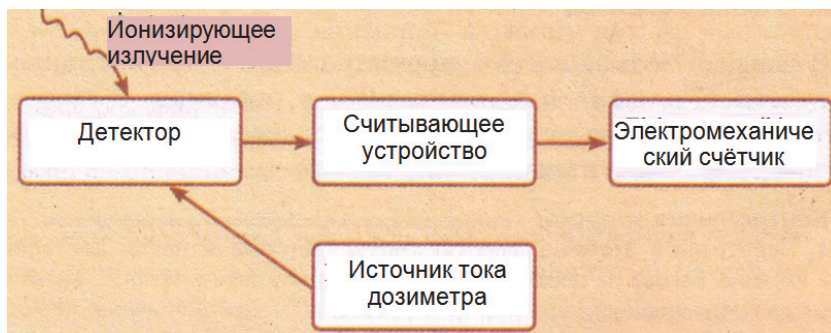 Ионизирующее
излучение
Детектор
Считывающее
устройство
Электромеханиче
ский счётчик
Источник тока
дозиметра